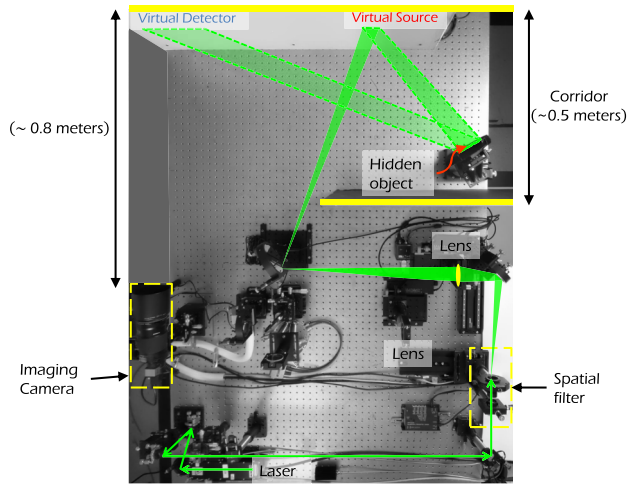 Virtual Detector
Virtual Source
(~ 0.8 meters)
Corridor
(~0.5 meters)
Hidden
object
Lens
Lens
Imaging
Camera
Spatial
filter
Laser